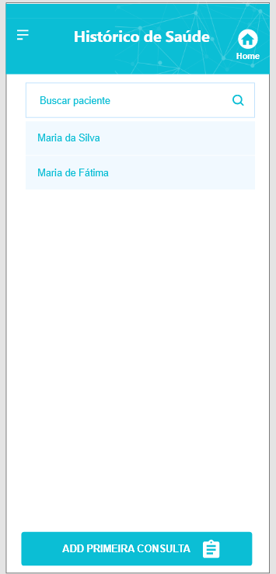 Histórico de Saúde
Home
Buscar paciente
Maria da Silva
Maria de Fátima
ADD PRIMEIRA CONSULTA